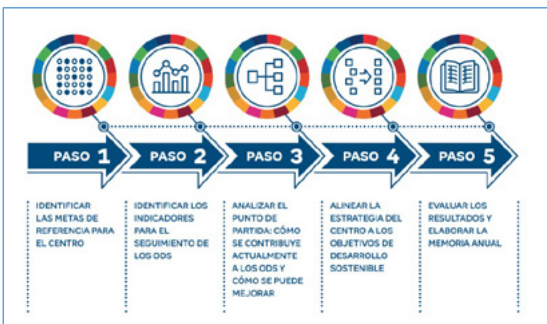 PASO 1
IDENTIFICAR
LAS METAS DE
REFERENCIA PARA
EL CENTRO
PASO 2
IDENTIFICAR LOS
INDICADORES
PARA EL
SEGUIMIENTO DE
LOS ODS
PASO 3
ANALIZAR EL
PUNTO DE
PARTIDA: CÓMO
SE CONTRIBUYE
ACTUALMENTE
A LOS ODS Y
CÓMO SE PUEDE
MEJORAR
PASO 4
ALINEAR LA
ESTRATEGIA DEL
CENTRO A LOS
OBJETIVOS DE
DESARROLLO
SOSTENIBLE
PASO 5
EVALUAR LOS
RESULTADOS Y
ELABORAR LA
MEMORIA ANUAL